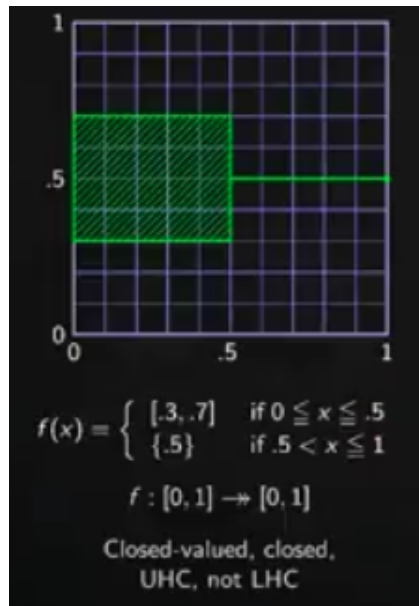 1
.5
0
0 .5 1
f(x) = { [.3, .7] if 0 ≦ x ≦ .5
{.5} if .5 < x ≦ 1
f : [0, 1] ↠ [0, 1]
Closed-valued, closed,
UHC, not LHC